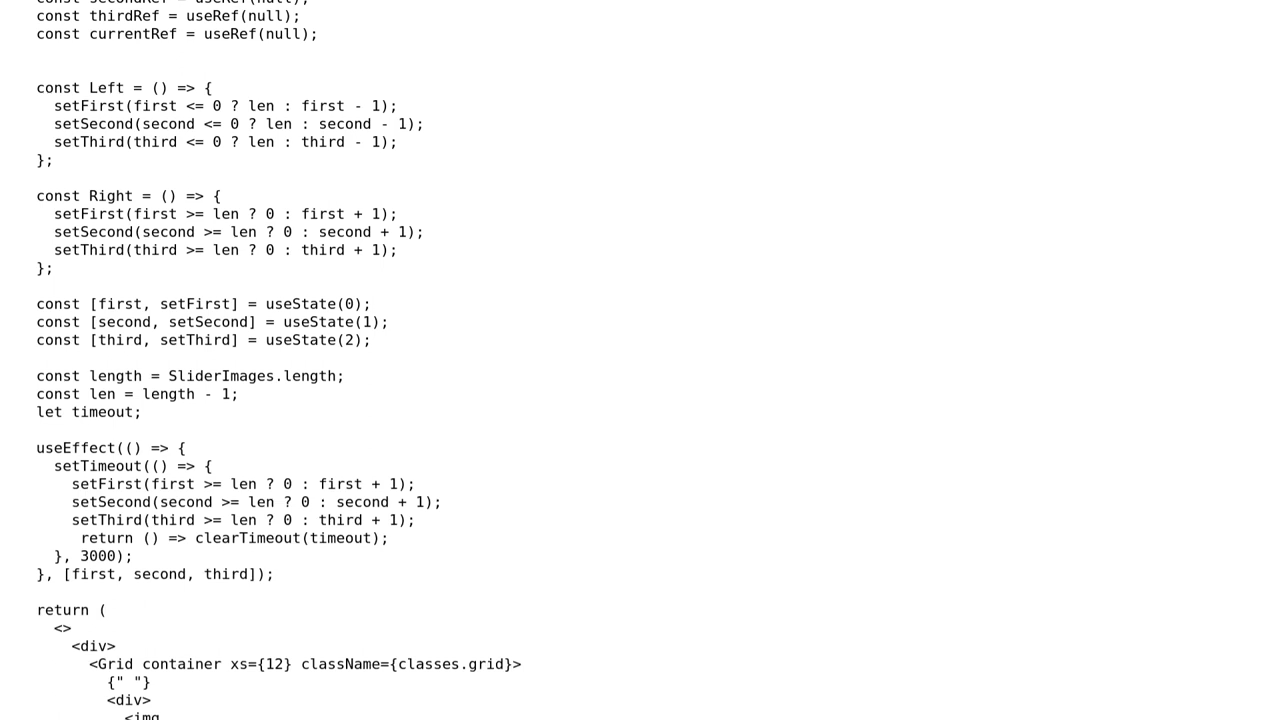 const secondRef = useRef(null);
const thirdRef = useRef(null);
const currentRef = useRef(null);
const Left = () => {
setFirst(first <= 0 ? len : first - 1);
setSecond(second <= 0 ? len : second - 1);
setThird(third <= 0 ? len : third - 1);
};
const Right = () => {
setFirst(first >= len ? 0 : first + 1);
setSecond(second >= len ? 0 : second + 1);
setThird(third >= len ? 0 : third + 1);
};
const [first, setFirst] = useState(0);
const [second, setSecond] = useState(1);
const [third, setThird] = useState(2);
const length = SliderImages.length;
const len = length - 1;
let timeout;
useEffect(() => {
setTimeout(() => {
setFirst(first >= len ? 0 : first + 1);
setSecond(second >= len ? 0 : second + 1);
setThird(third >= len ? 0 : third + 1);
return () => clearTimeout(timeout);
}, 3000);
}, [first, second, third]);
return (
<>
<div>
<Grid container xs={12} className={classes.grid}>
{" "}
<div>
<img